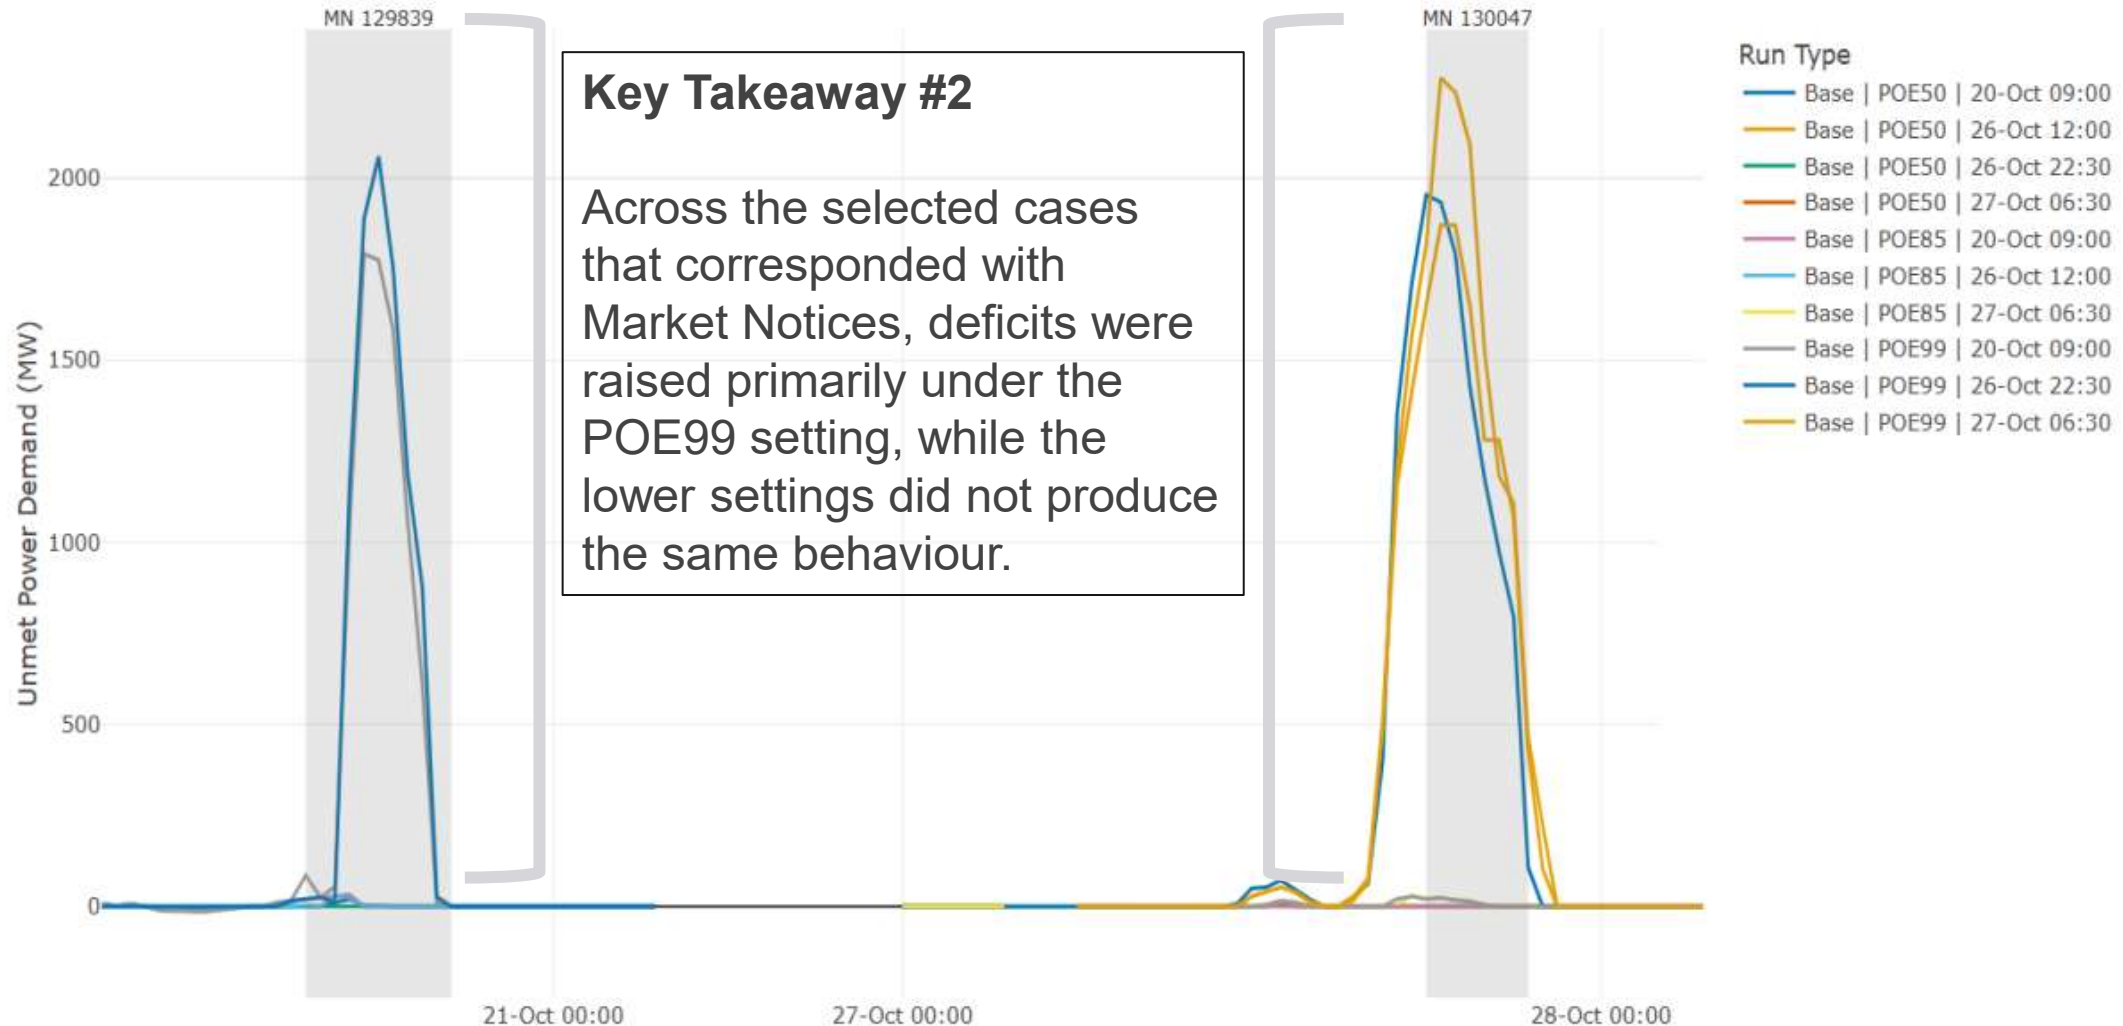 MN 129839
MN 130047
Key Takeaway #2
Across the selected cases
that corresponded with
Market Notices, deficits were
raised primarily under the
POE99 setting, while the
lower settings did not produce
the same behaviour.
Run Type
Base | POE50 | 20-Oct 09:00
Base | POE50 | 26-Oct 12:00
Base | POE50 | 26-Oct 22:30
Base | POE50 | 27-Oct 06:30
Base | POE85 | 20-Oct 09:00
Base | POE85 | 26-Oct 12:00
Base | POE85 | 27-Oct 06:30
Base | POE99 | 20-Oct 09:00
Base | POE99 | 26-Oct 22:30
Base | POE99 | 27-Oct 06:30
Unmet Power Demand (MW)
2000
1500
1000
500
0
21-Oct 00:00
27-Oct 00:00
28-Oct 00:00